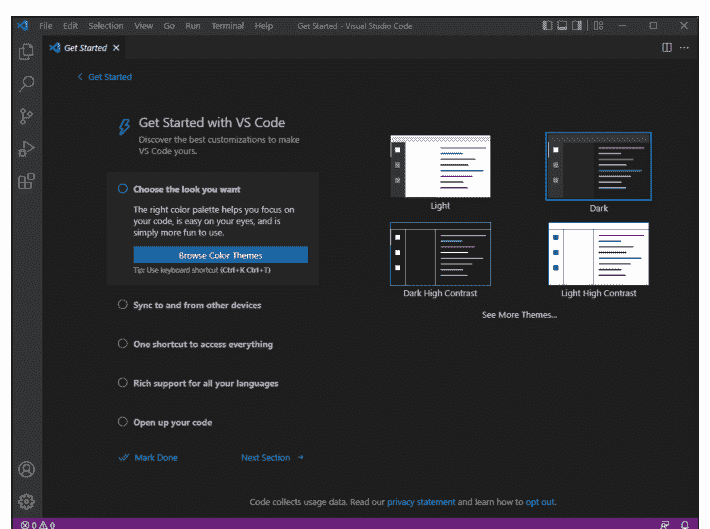 File Edit Selection View Go Run Terminal Help Get Started - Visual Studio Code
Get Started
Get Started
Get Started with VS Code
Discover the best customizations to make
VS Code yours.
Choose the look you want
The right color palette helps you focus on
your code, is easy on your eyes, and is
simply more fun to use.
Browse Color Themes
Tip: Use keyboard shortcut (Ctrl+K Ctrl+T)
Sync to and from other devices
One shortcut to access everything
Rich support for all your languages
Open up your code
Mark Done Next Section
Light Dark
Dark High Contrast Light High Contrast
See More Themes...
Code collects usage data. Read our privacy statement and learn how to opt out.
0 0